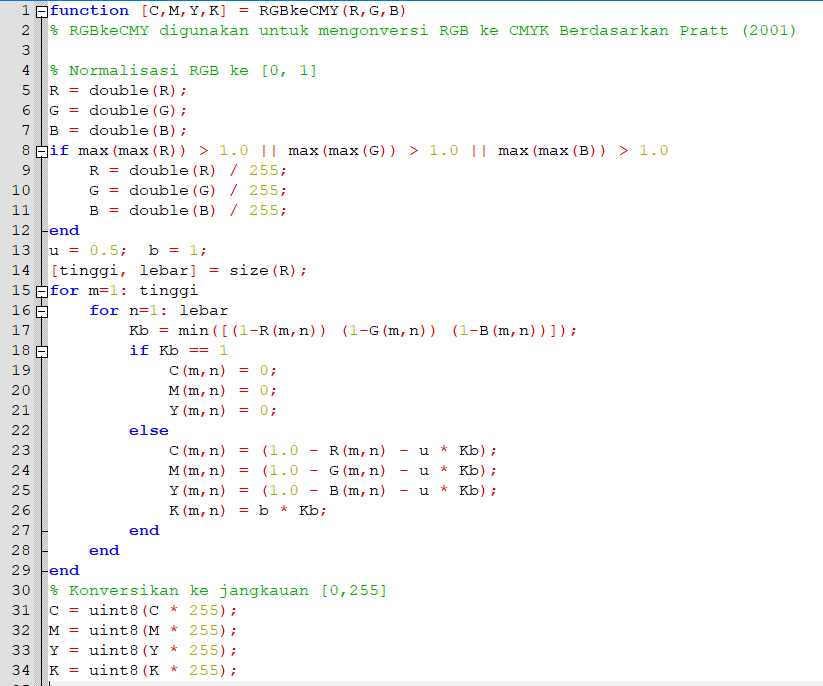 1 function [C,M,Y,K] = RGBkeCMY(R,G,B)
2 % RGBkeCMY digunakan untuk mengonversi RGB ke CMYK Berdasarkan Pratt (2001)
3
4 % Normalisasi RGB ke [0, 1]
5 R = double(R);
6 G = double(G);
7 B = double(B);
8 if max(max(R)) > 1.0 || max(max(G)) > 1.0 || max(max(B)) > 1.0
9     R = double(R) / 255;
10     G = double(G) / 255;
11     B = double(B) / 255;
12 end
13 u = 0.5;  b = 1;
14 [tinggi, lebar] = size(R);
15 for m=1: tinggi
16     for n=1: lebar
17         Kb = min([(1-R(m,n)) (1-G(m,n)) (1-B(m,n))]);
18         if Kb == 1
19             C(m,n) = 0;
20             M(m,n) = 0;
21             Y(m,n) = 0;
22         else
23             C(m,n) = (1.0 - R(m,n) - u * Kb);
24             M(m,n) = (1.0 - G(m,n) - u * Kb);
25             Y(m,n) = (1.0 - B(m,n) - u * Kb);
26             K(m,n) = b * Kb;
27         end
28     end
29 end
30 % Konversikan ke jangkauan [0,255]
31 C = uint8(C * 255);
32 M = uint8(M * 255);
33 Y = uint8(Y * 255);
34 K = uint8(K * 255);